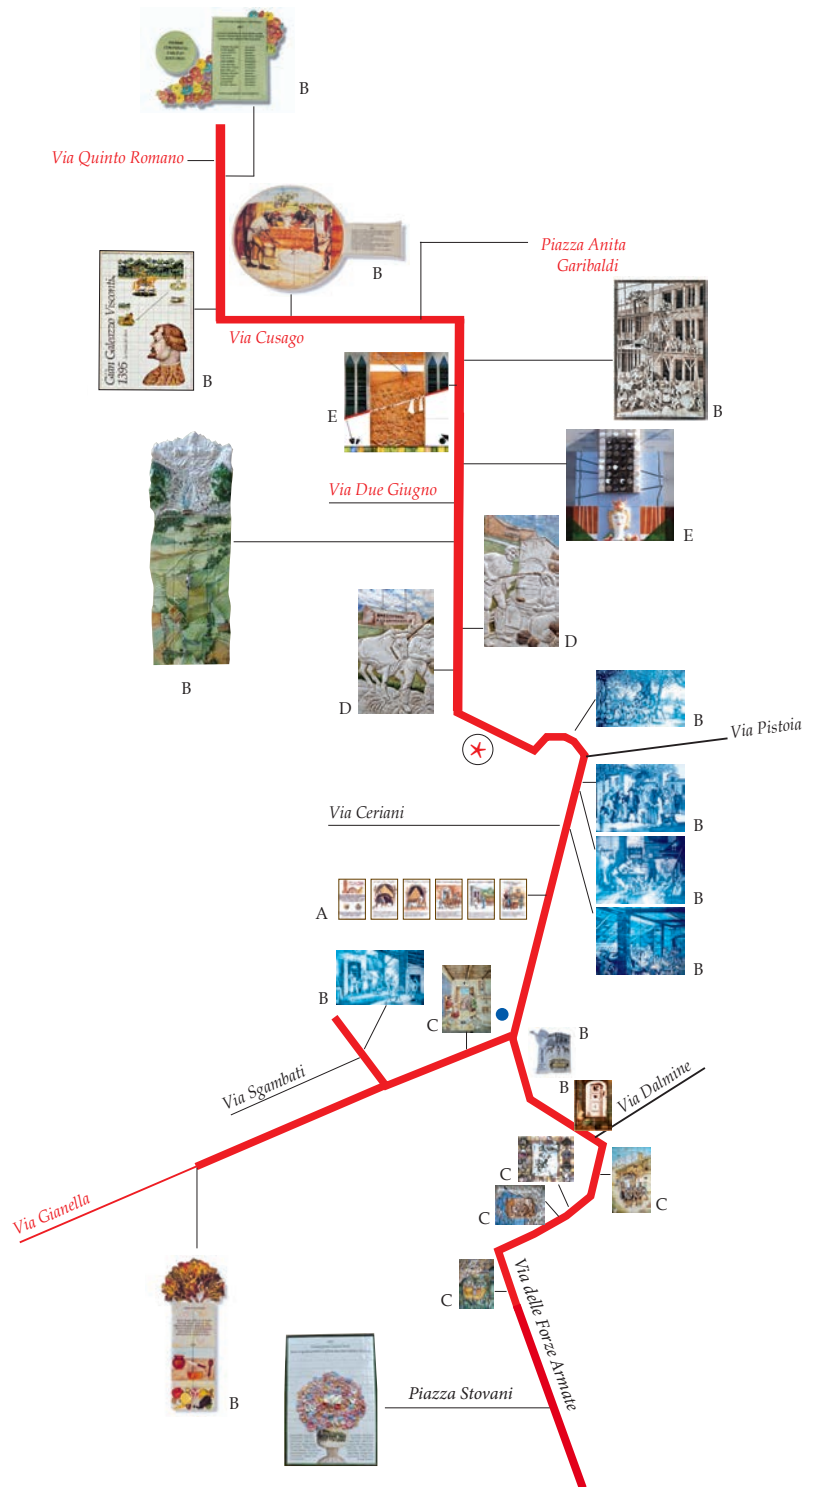 B
Via Quinto Romano
B
Piazza Anita
Garibaldi
Gian Galeazzo Visconti,
1395
B
Via Cusago
B
E
Via Due Giugno
E
D
B
D
B
Via Pistoia
B
Via Ceriani
B
A
B
B
C
B
Via Sgambati
B
Via Dalmine
C
C
C
Via Gianella
C
Via delle Forze Armate
B
Piazza Stovani